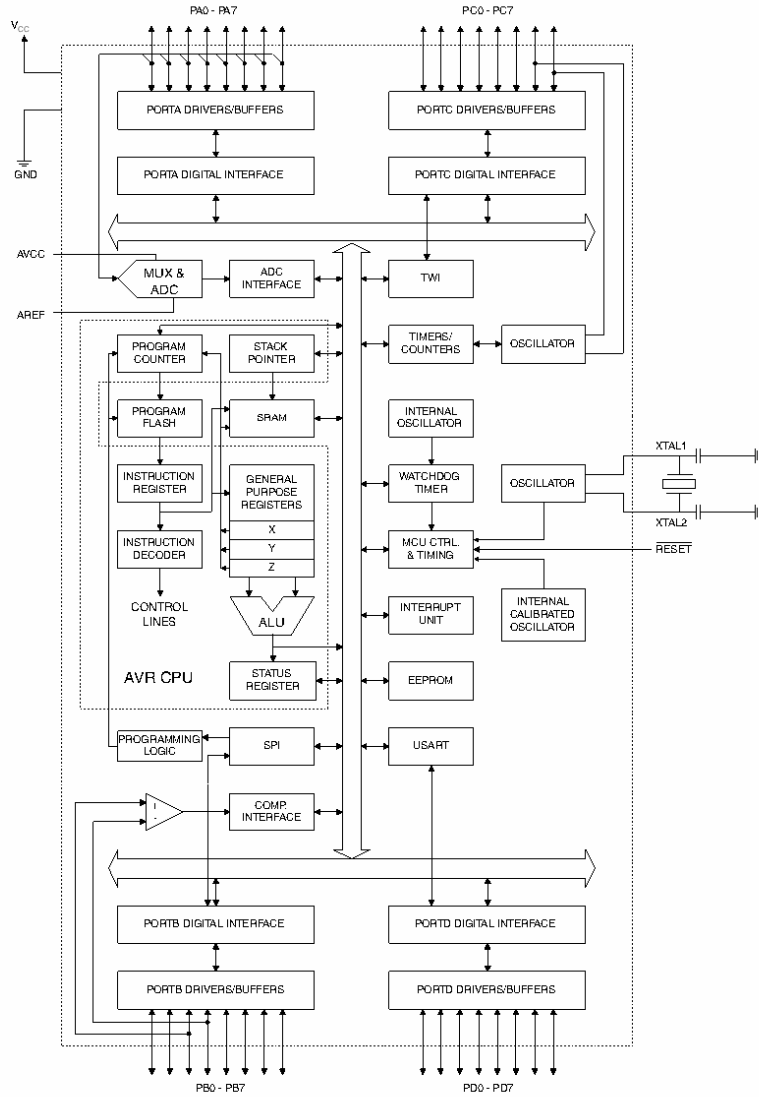 PA0 - PA7
PC0 - PC7
VCC
PORTA DRIVERS/BUFFERS
PORTC DRIVERS/BUFFERS
GND
PORTA DIGITAL INTERFACE
PORTC DIGITAL INTERFACE
AVCC
MUX &
ADC
ADC
INTERFACE
TWI
AREF
PROGRAM
COUNTER
STACK
POINTER
TIMERS/
COUNTERS
OSCILLATOR
PROGRAM
FLASH
SRAM
INTERNAL
OSCILLATOR
XTAL1
INSTRUCTION
REGISTER
GENERAL
PURPOSE
REGISTERS
WATCHDOG
TIMER
OSCILLATOR
X
XTAL2
INSTRUCTION
DECODER
Y
MCU CTRL.
& TIMING
RESET
Z
CONTROL
LINES
ALU
INTERRUPT
UNIT
INTERNAL
CALIBRATED
OSCILLATOR
AVR CPU
STATUS
REGISTER
EEPROM
PROGRAMMING
LOGIC
SPI
USART
+
-
COMP.
INTERFACE
PORTB DIGITAL INTERFACE
PORTD DIGITAL INTERFACE
PORTB DRIVERS/BUFFERS
PORTD DRIVERS/BUFFERS
PB0 - PB7
PD0 - PD7